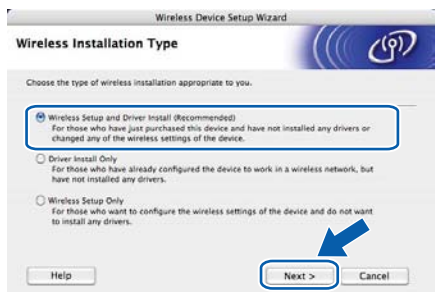 Wireless Device Setup Wizard
Wireless Installation Type
Choose the type of wireless installation appropriate to you.
Wireless Setup and Driver Install (Recommended)
For those who have just purchased this device and have not installed any drivers or
changed any of the wireless settings of the device.
Driver Install Only
For those who have already configured the device to work in a wireless network, but
have not installed any drivers.
Wireless Setup Only
For those who want to configure the wireless settings of the device and do not want
to install any drivers.
Help
Next >
Cancel